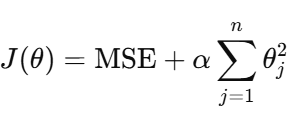 J(θ) = MSE + α ∑_{j=1}^{n} θ_j^2